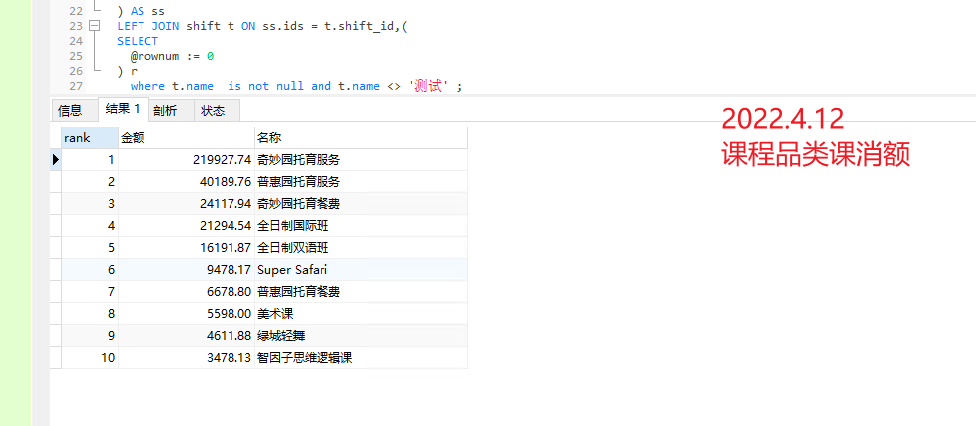 22 ) AS ss
23 LEFT JOIN shift t ON ss.ids = t.shift_id,(
24 SELECT
25 @rownum := 0
26 ) r
27 where t.name is not null and t.name <> '测试' ;
信息 结果 1 剖析 状态
2022.4.12
课程品类课消额
rank 金额 名称
1 219927.74 奇妙园托育服务
2 40189.76 普惠园托育服务
3 24117.94 奇妙园托育餐费
4 21294.54 全日制国际班
5 16191.87 全日制双语班
6 9478.17 Super Safari
7 6678.80 普惠园托育餐费
8 5598.00 美术课
9 4611.88 绿城轻舞
10 3478.13 智因子思维逻辑课